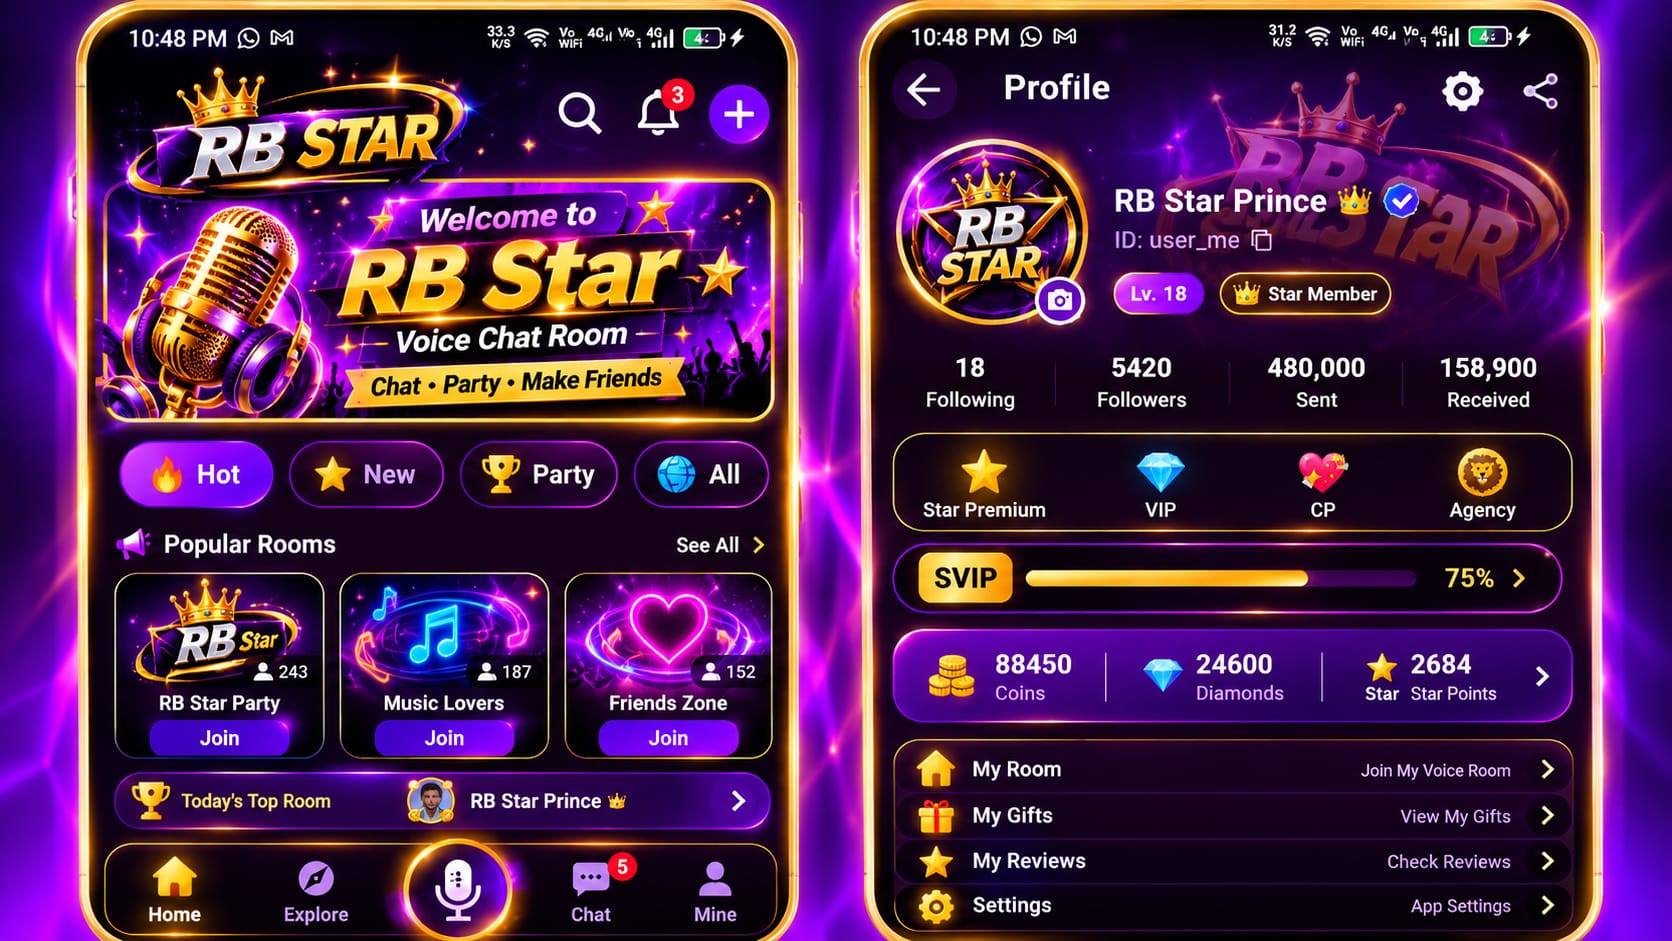 10:48 PM
33.3 K/S
Vo WiFi
4G
4G
RB STAR
3
Welcome to
RB Star
Voice Chat Room
Chat • Party • Make Friends
Hot
New
Party
All
Popular Rooms
See All
RB Star
243
RB Star Party
Join
187
Music Lovers
Join
152
Friends Zone
Join
Today's Top Room
RB Star Prince
Home
Explore
5
Chat
Mine
10:48 PM
31.2 K/S
Vo WiFi
4G
Vo
4G
Profile
RB STAR
RB STAR
RB Star Prince
ID: user_me
Lv. 18
Star Member
18
Following
5420
Followers
480,000
Sent
158,900
Received
Star Premium
VIP
CP
Agency
SVIP
75%
88450
Coins
24600
Diamonds
Star
2684
Star Points
My Room
Join My Voice Room
My Gifts
View My Gifts
My Reviews
Check Reviews
Settings
App Settings